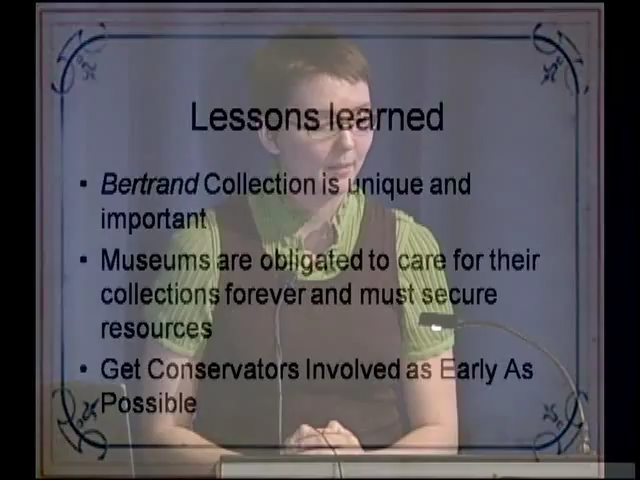 Lessons learned
• Bertrand Collection is unique and
important
• Museums are obligated to care for their
collections forever and must secure
resources
• Get Conservators Involved as Early As
Possible